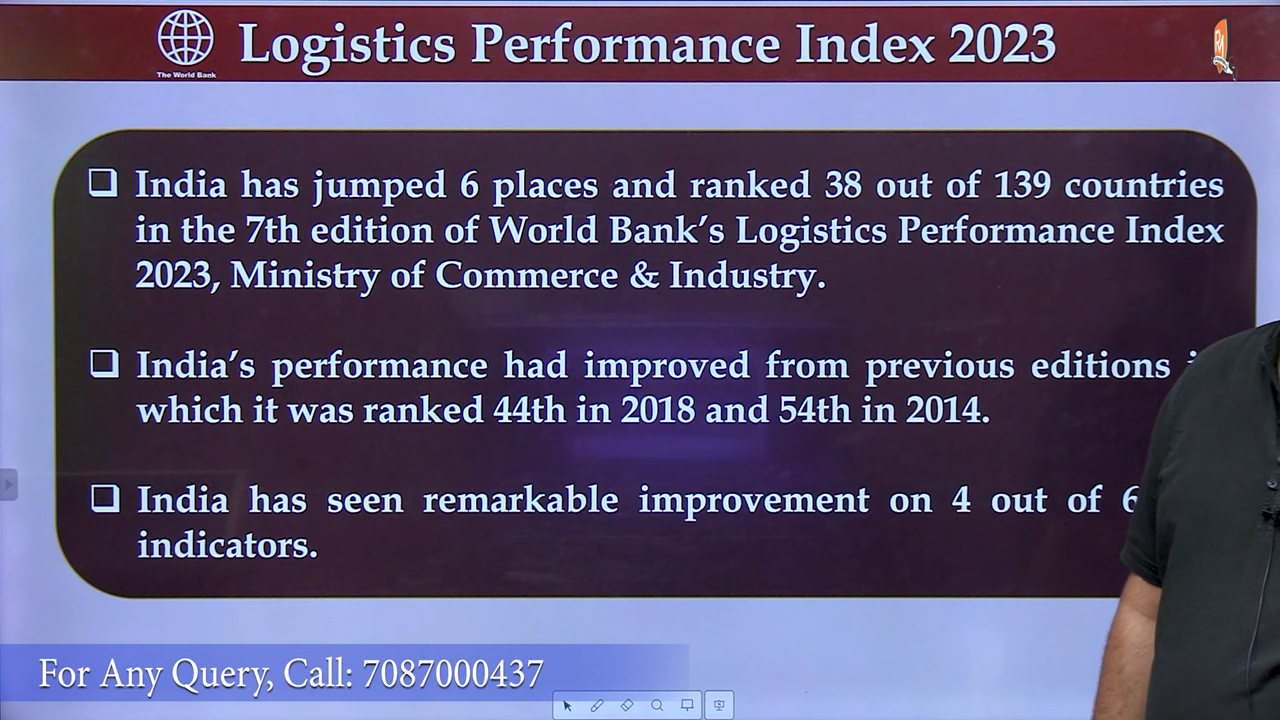 Logistics Performance Index 2023
The World Bank
❑ India has jumped 6 places and ranked 38 out of 139 countries
in the 7th edition of World Bank’s Logistics Performance Index
2023, Ministry of Commerce & Industry.
❑ India’s performance had improved from previous editions
which it was ranked 44th in 2018 and 54th in 2014.
❑ India has seen remarkable improvement on 4 out of 6
indicators.
For Any Query, Call: 7087000437